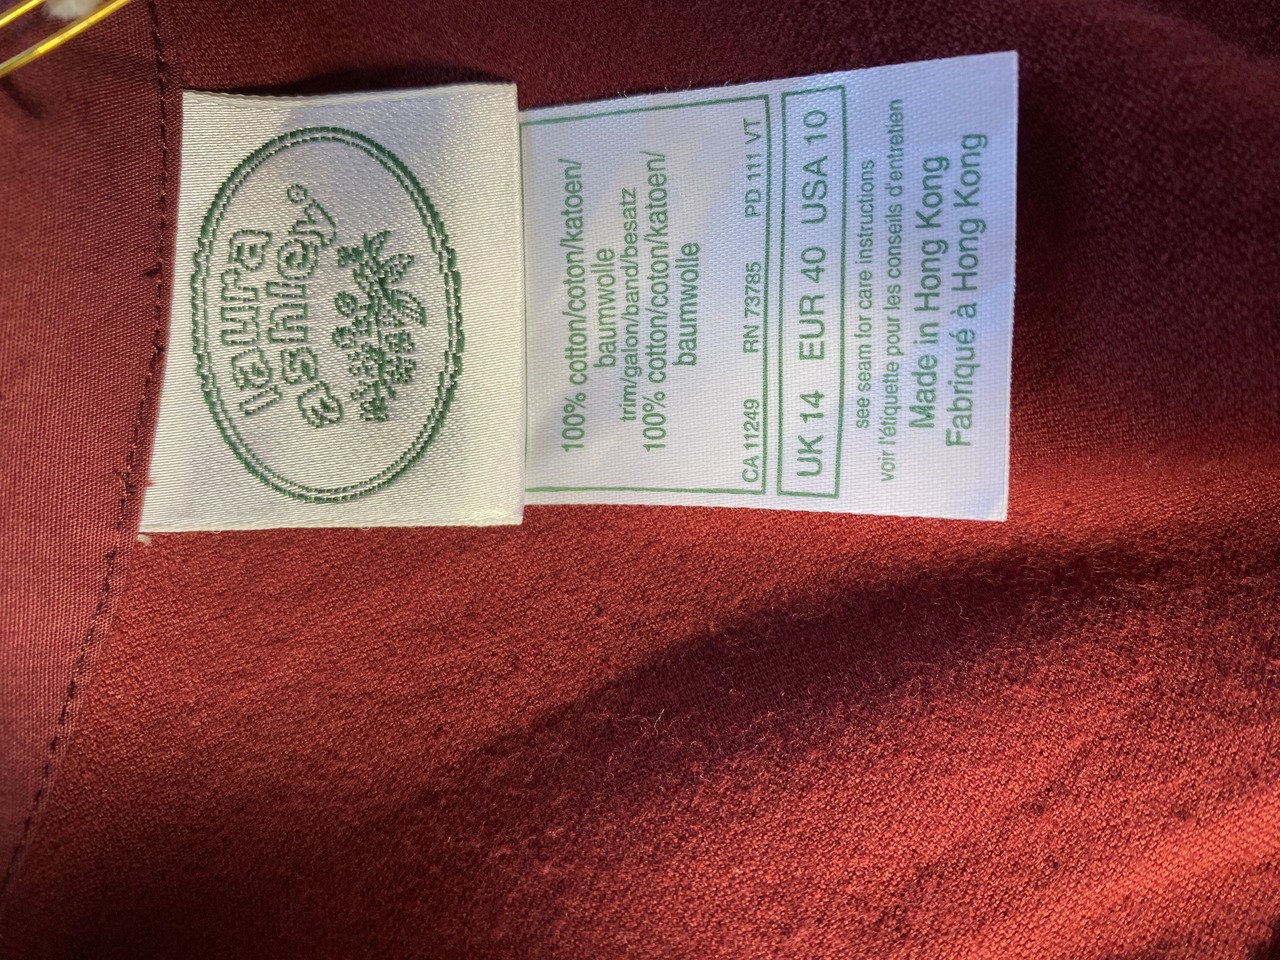 laura
ashley®
100% cotton/coton/katoen/
baumwolle
trim/galon/band/besatz
100% cotton/coton/katoen/
baumwolle
CA 11249 RN 73785 PD 111 VT
UK 14 EUR 40 USA 10
see seam for care instructions
voir l'étiquette pour les conseils d'entretien
Made in Hong Kong
Fabriqué à Hong Kong